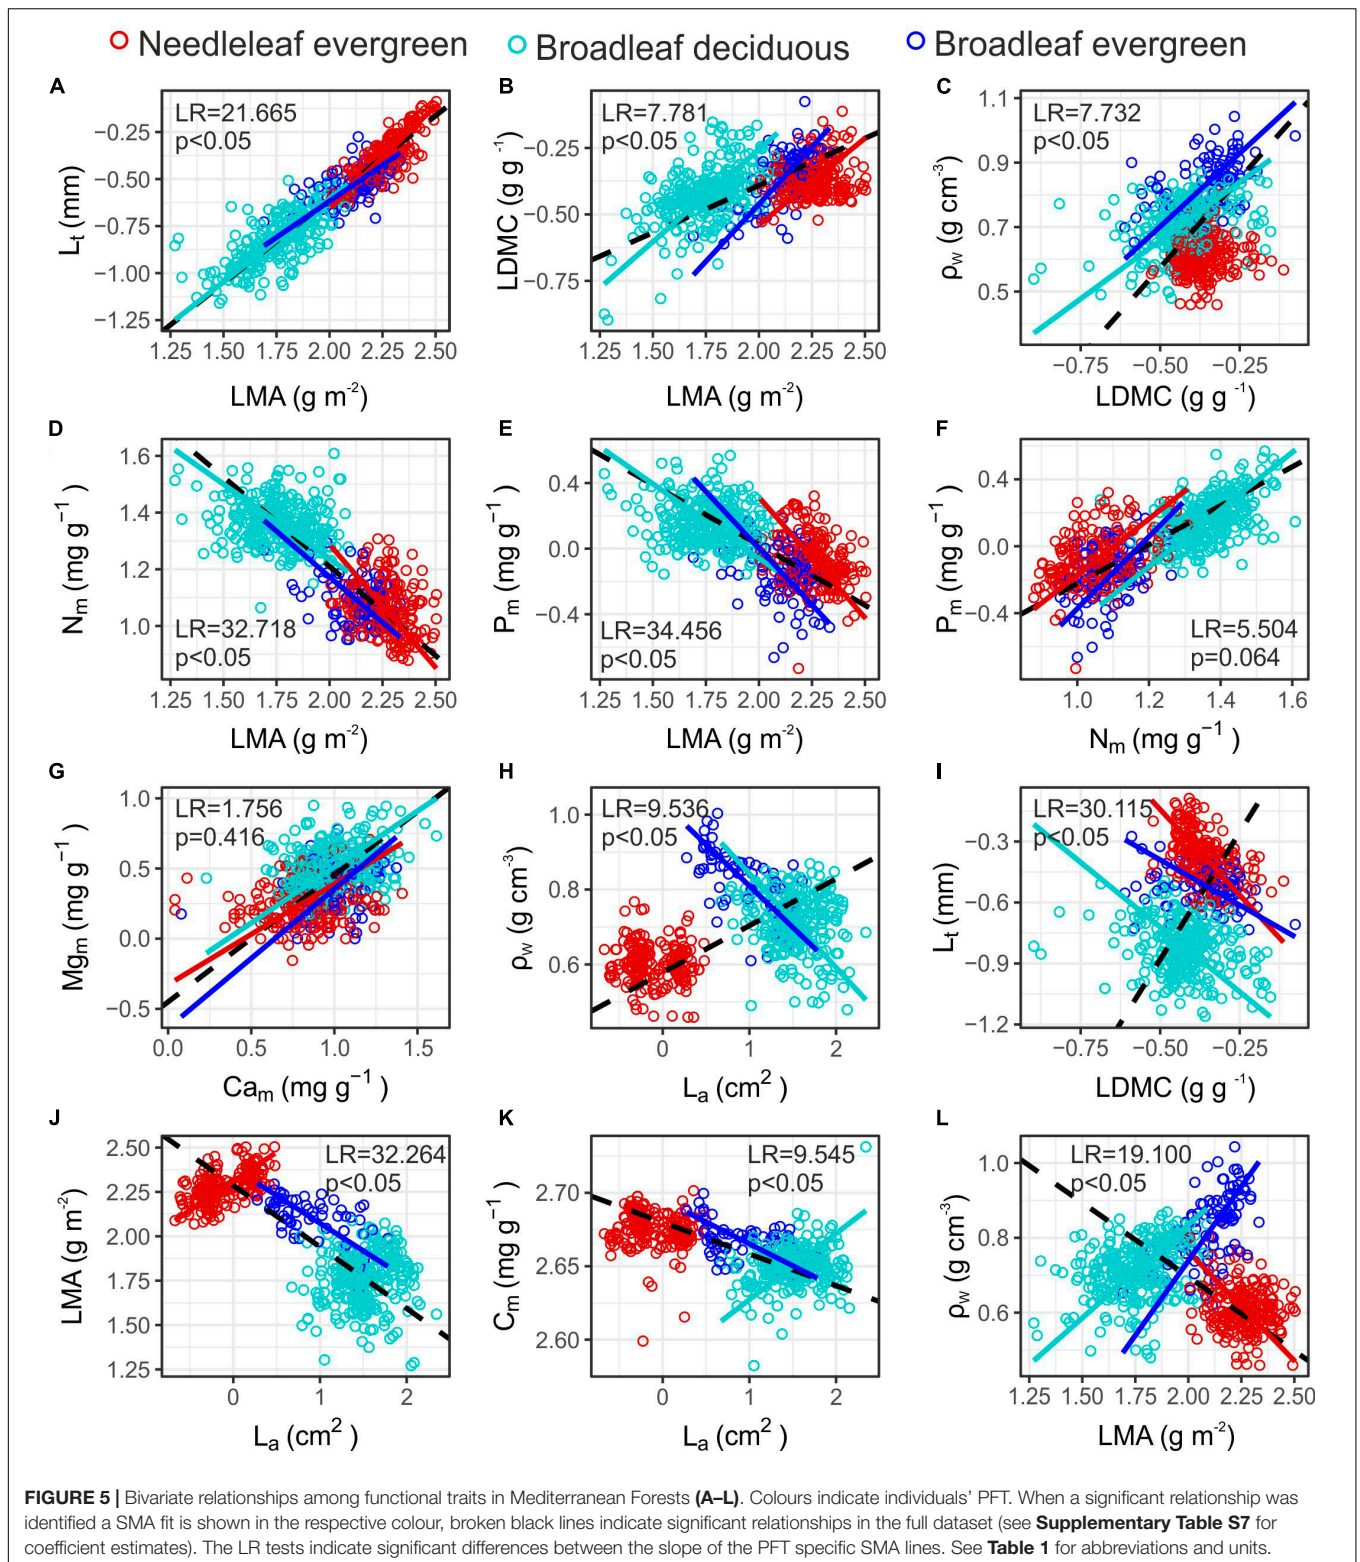 Needleleaf evergreen Broadleaf deciduous Broadleaf evergreen
A
LR=21.665
p<0.05
Lt (mm)
−0.25
−0.50
−0.75
−1.00
−1.25
1.25 1.50 1.75 2.00 2.25 2.50
LMA (g m-2)
B
LR=7.781
p<0.05
LDMC (g g -1)
−0.25
−0.50
−0.75
1.25 1.50 1.75 2.00 2.25 2.50
LMA (g m-2)
C
LR=7.732
p<0.05
ρw (g cm-3)
1.1
0.9
0.7
0.5
−0.75 −0.50 −0.25
LDMC (g g -1)
D
LR=32.718
p<0.05
Nm (mg g−1 )
1.6
1.4
1.2
1.0
1.25 1.50 1.75 2.00 2.25 2.50
LMA (g m-2)
E
LR=34.456
p<0.05
Pm (mg g−1 )
0.4
0.0
−0.4
1.25 1.50 1.75 2.00 2.25 2.50
LMA (g m-2)
F
LR=5.504
p=0.064
Pm (mg g−1 )
0.4
0.0
−0.4
1.0 1.2 1.4 1.6
Nm (mg g−1 )
G
LR=1.756
p=0.416
Mgm (mg g−1 )
1.0
0.5
0.0
−0.5
0.0 0.5 1.0 1.5
Cam (mg g−1 )
H
LR=9.536
p<0.05
ρw (g cm-3)
1.0
0.8
0.6
0 1 2
La (cm2 )
I
LR=30.115
p<0.05
Lt (mm)
−0.3
−0.6
−0.9
−1.2
−0.75 −0.50 −0.25
LDMC (g g -1)
J
LR=32.264
p<0.05
LMA (g m-2)
2.50
2.25
2.00
1.75
1.50
1.25
0 1 2
La (cm2 )
K
LR=9.545
p<0.05
Cm (mg g−1 )
2.70
2.65
2.60
0 1 2
La (cm2 )
L
LR=19.100
p<0.05
ρw (g cm-3)
1.0
0.8
0.6
1.25 1.50 1.75 2.00 2.25 2.50
LMA (g m-2)
FIGURE 5 | Bivariate relationships among functional traits in Mediterranean Forests (A–L). Colours indicate individuals' PFT. When a significant relationship was
identified a SMA fit is shown in the respective colour, broken black lines indicate significant relationships in the full dataset (see Supplementary Table S7 for
coefficient estimates). The LR tests indicate significant differences between the slope of the PFT specific SMA lines. See Table 1 for abbreviations and units.